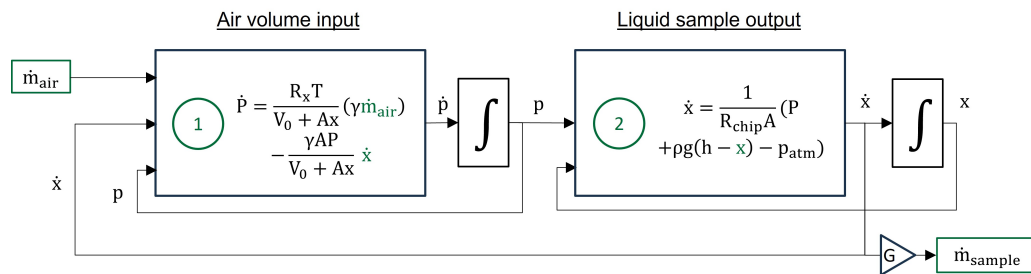 Air volume input
Liquid sample output
ṁair
1
Ṗ = RxT / V0 + Ax (γṁair)
− γAP / V0 + Ax ẋ
ṗ
∫
p
2
ẋ = 1 / RchipA (P
+ρg(h − x) − patm)
ẋ
∫
x
ẋ
p
G
ṁsample